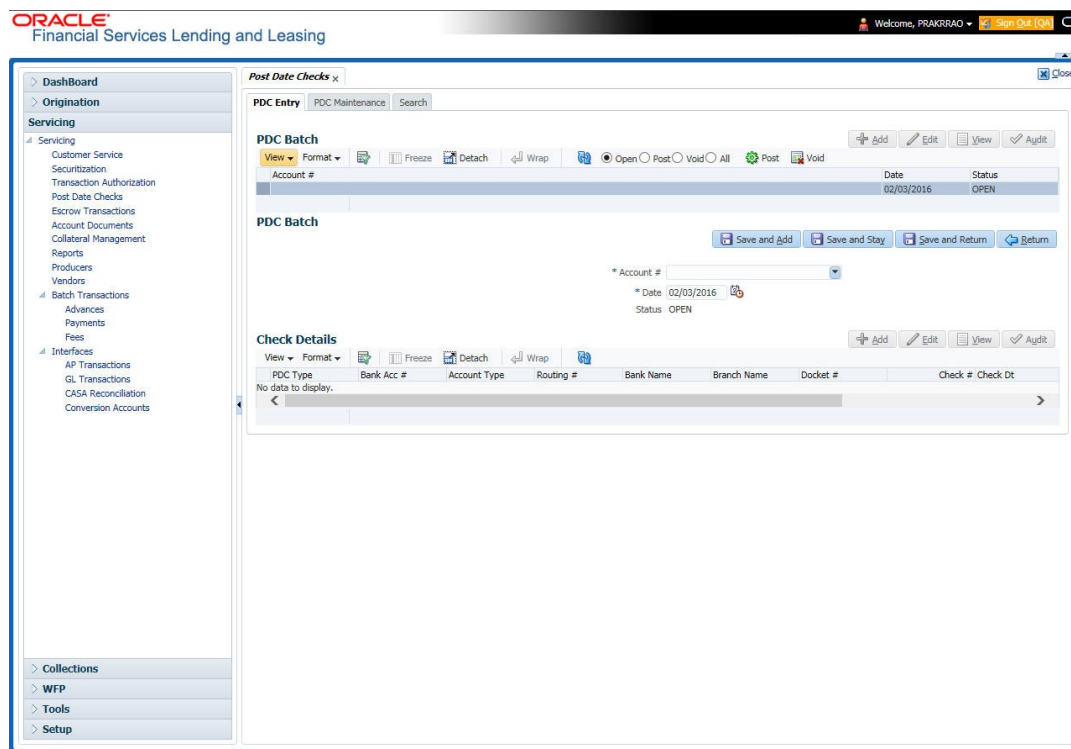 ORACLE
Financial Services Lending and Leasing
Welcome, PRAKRRAO
Sign Out [QA]
DashBoard
Origination
Servicing
Servicing
Customer Service
Securitization
Transaction Authorization
Post Date Checks
Escrow Transactions
Account Documents
Collateral Management
Reports
Producers
Vendors
Batch Transactions
Advances
Payments
Fees
Interfaces
AP Transactions
GL Transactions
CASA Reconciliation
Conversion Accounts
Collections
WFP
Tools
Setup
Post Date Checks x
Close
PDC Entry PDC Maintenance Search
PDC Batch
Add Edit View Audit
View Format Freeze Detach Wrap Open Post Void All Post Void
Account # Date Status
02/03/2016 OPEN
PDC Batch
Save and Add Save and Stay Save and Return Return
* Account #
* Date 02/03/2016
Status OPEN
Check Details
Add Edit View Audit
View Format Freeze Detach Wrap
PDC Type Bank Acc # Account Type Routing # Bank Name Branch Name Docket # Check # Check Dt
No data to display.